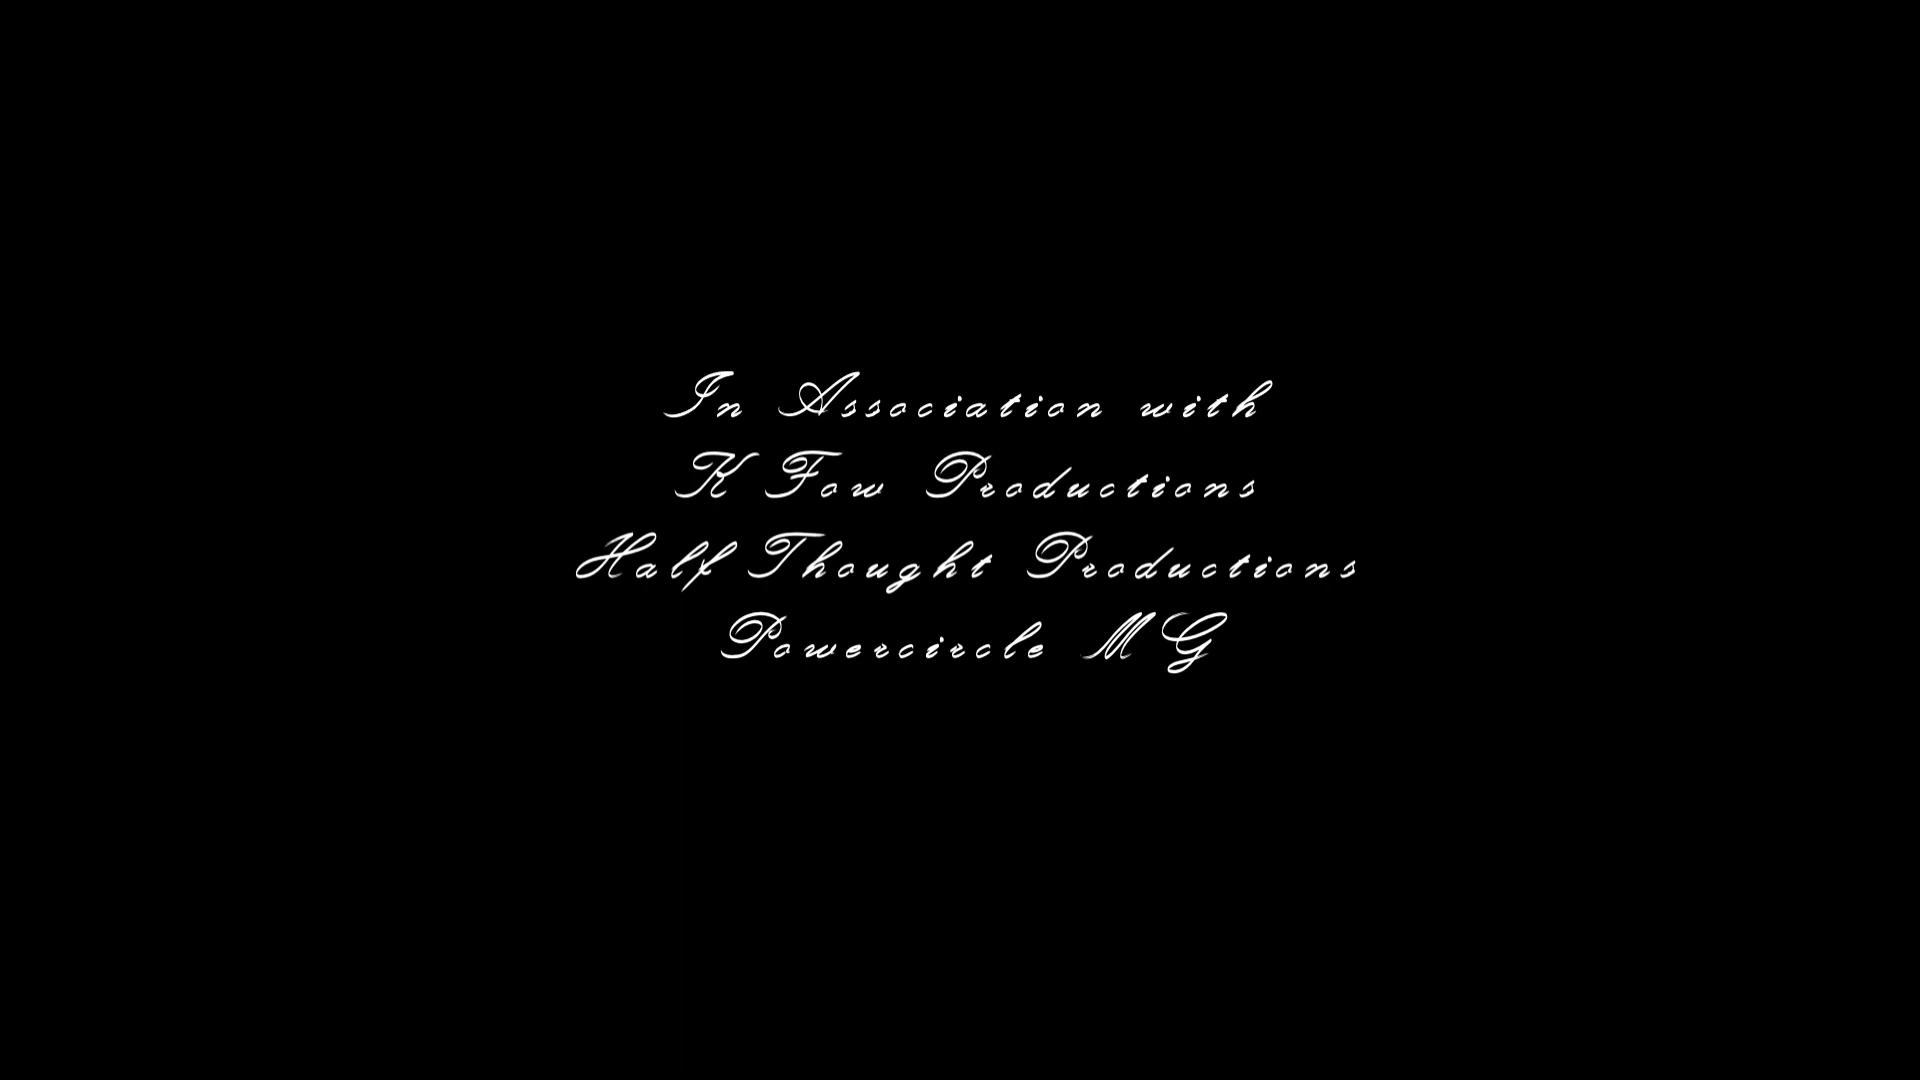 In Association with
K Fow Productions
Half Thought Productions
Powercircle MG